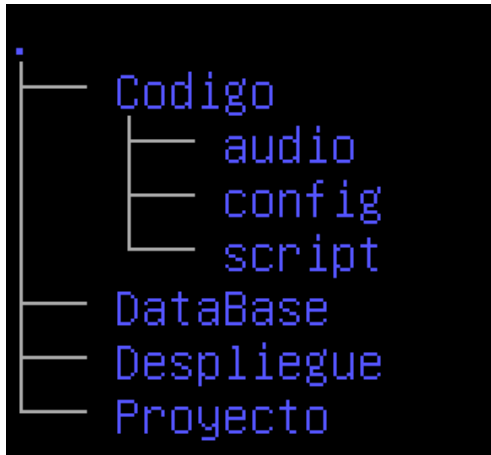 .
Codigo
audio
config
script
DataBase
Despliegue
Proyecto